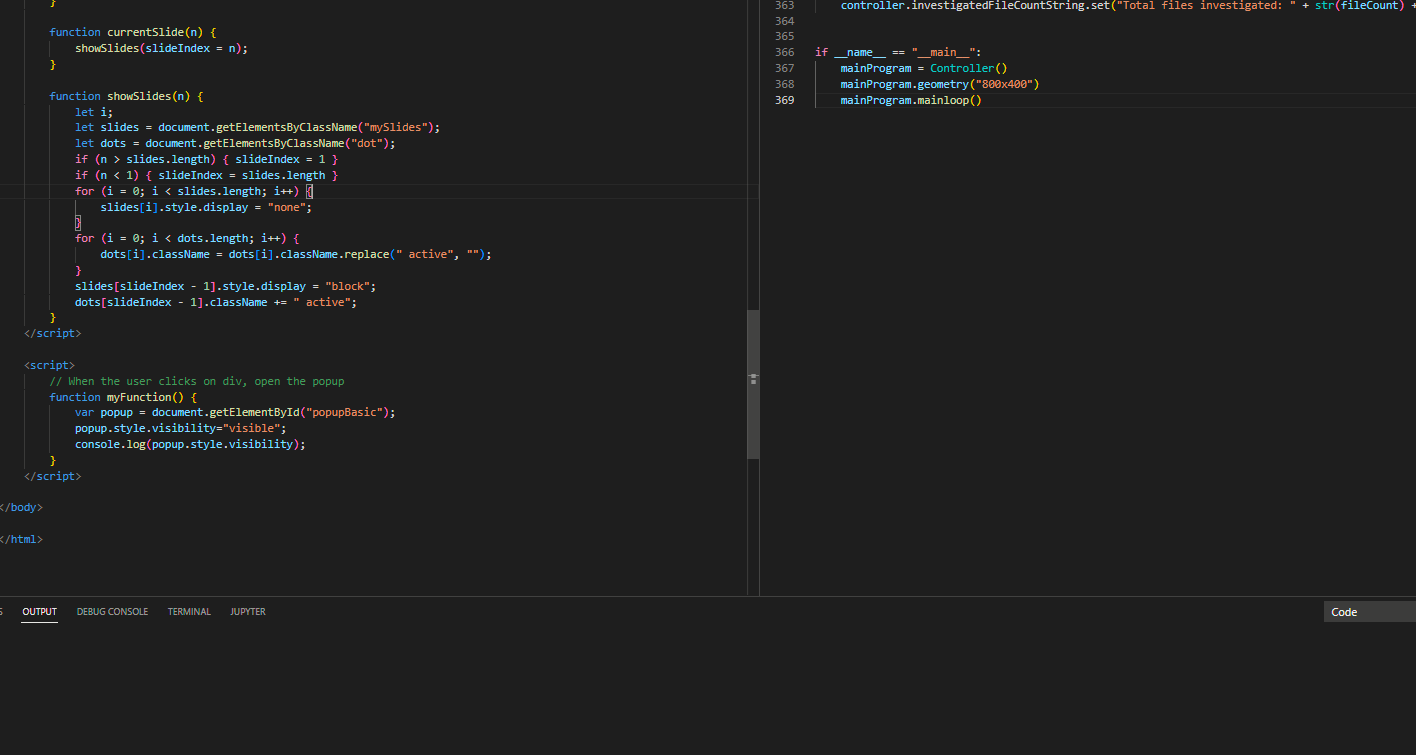 }
function currentSlide(n) {
showSlides(slideIndex = n);
}
function showSlides(n) {
let i;
let slides = document.getElementsByClassName("mySlides");
let dots = document.getElementsByClassName("dot");
if (n > slides.length) { slideIndex = 1 }
if (n < 1) { slideIndex = slides.length }
for (i = 0; i < slides.length; i++) {
slides[i].style.display = "none";
}
for (i = 0; i < dots.length; i++) {
dots[i].className = dots[i].className.replace(" active", "");
}
slides[slideIndex - 1].style.display = "block";
dots[slideIndex - 1].className += " active";
}
</script>
<script>
// When the user clicks on div, open the popup
function myFunction() {
var popup = document.getElementById("popupBasic");
popup.style.visibility="visible";
console.log(popup.style.visibility);
}
</script>
</body>
</html>
363 controller.investigatedFileCountString.set("Total files investigated: " + str(fileCount) +
364
365
366 if __name__ == "__main__":
367 mainProgram = Controller()
368 mainProgram.geometry("800x400")
369 mainProgram.mainloop()
S OUTPUT DEBUG CONSOLE TERMINAL JUPYTER
Code